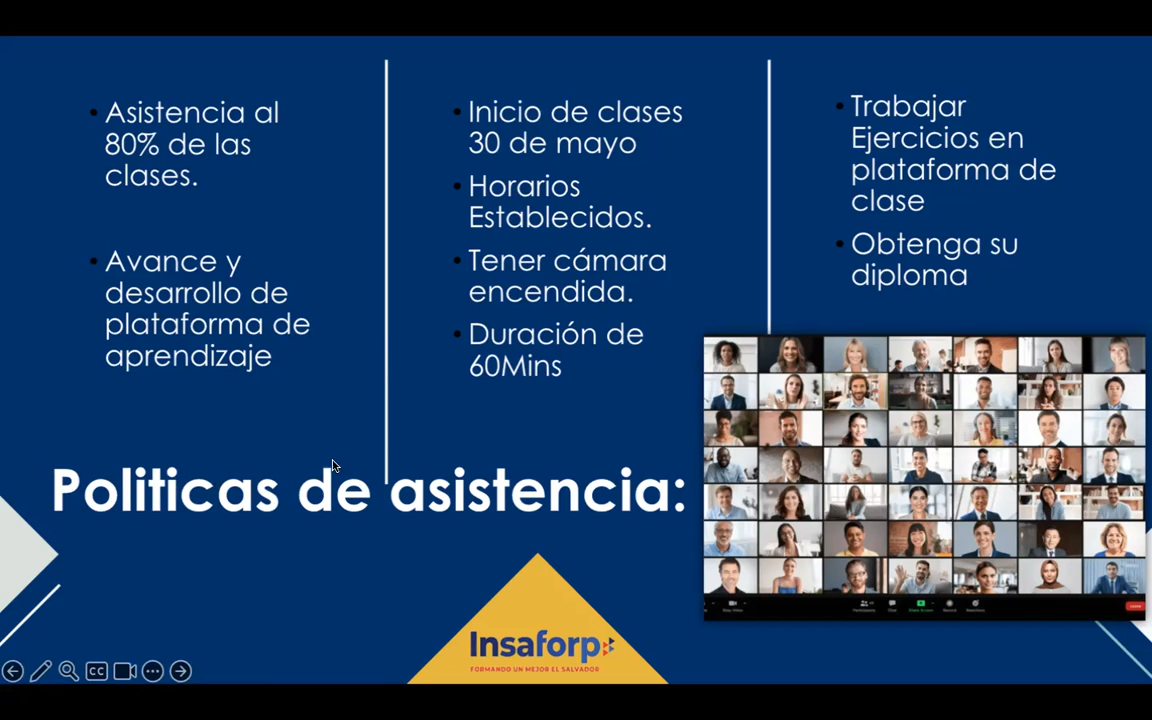 Asistencia al
80% de las
clases.
Avance y
desarrollo de
plataforma de
aprendizaje
Inicio de clases
30 de mayo
Horarios
Establecidos.
Tener cámara
encendida.
Duración de
60Mins
Trabajar
Ejercicios en
plataforma de
clase
Obtenga su
diploma
Politicas de asistencia:
Insaforp
FORMANDO UN MEJOR EL SALVADOR
CC